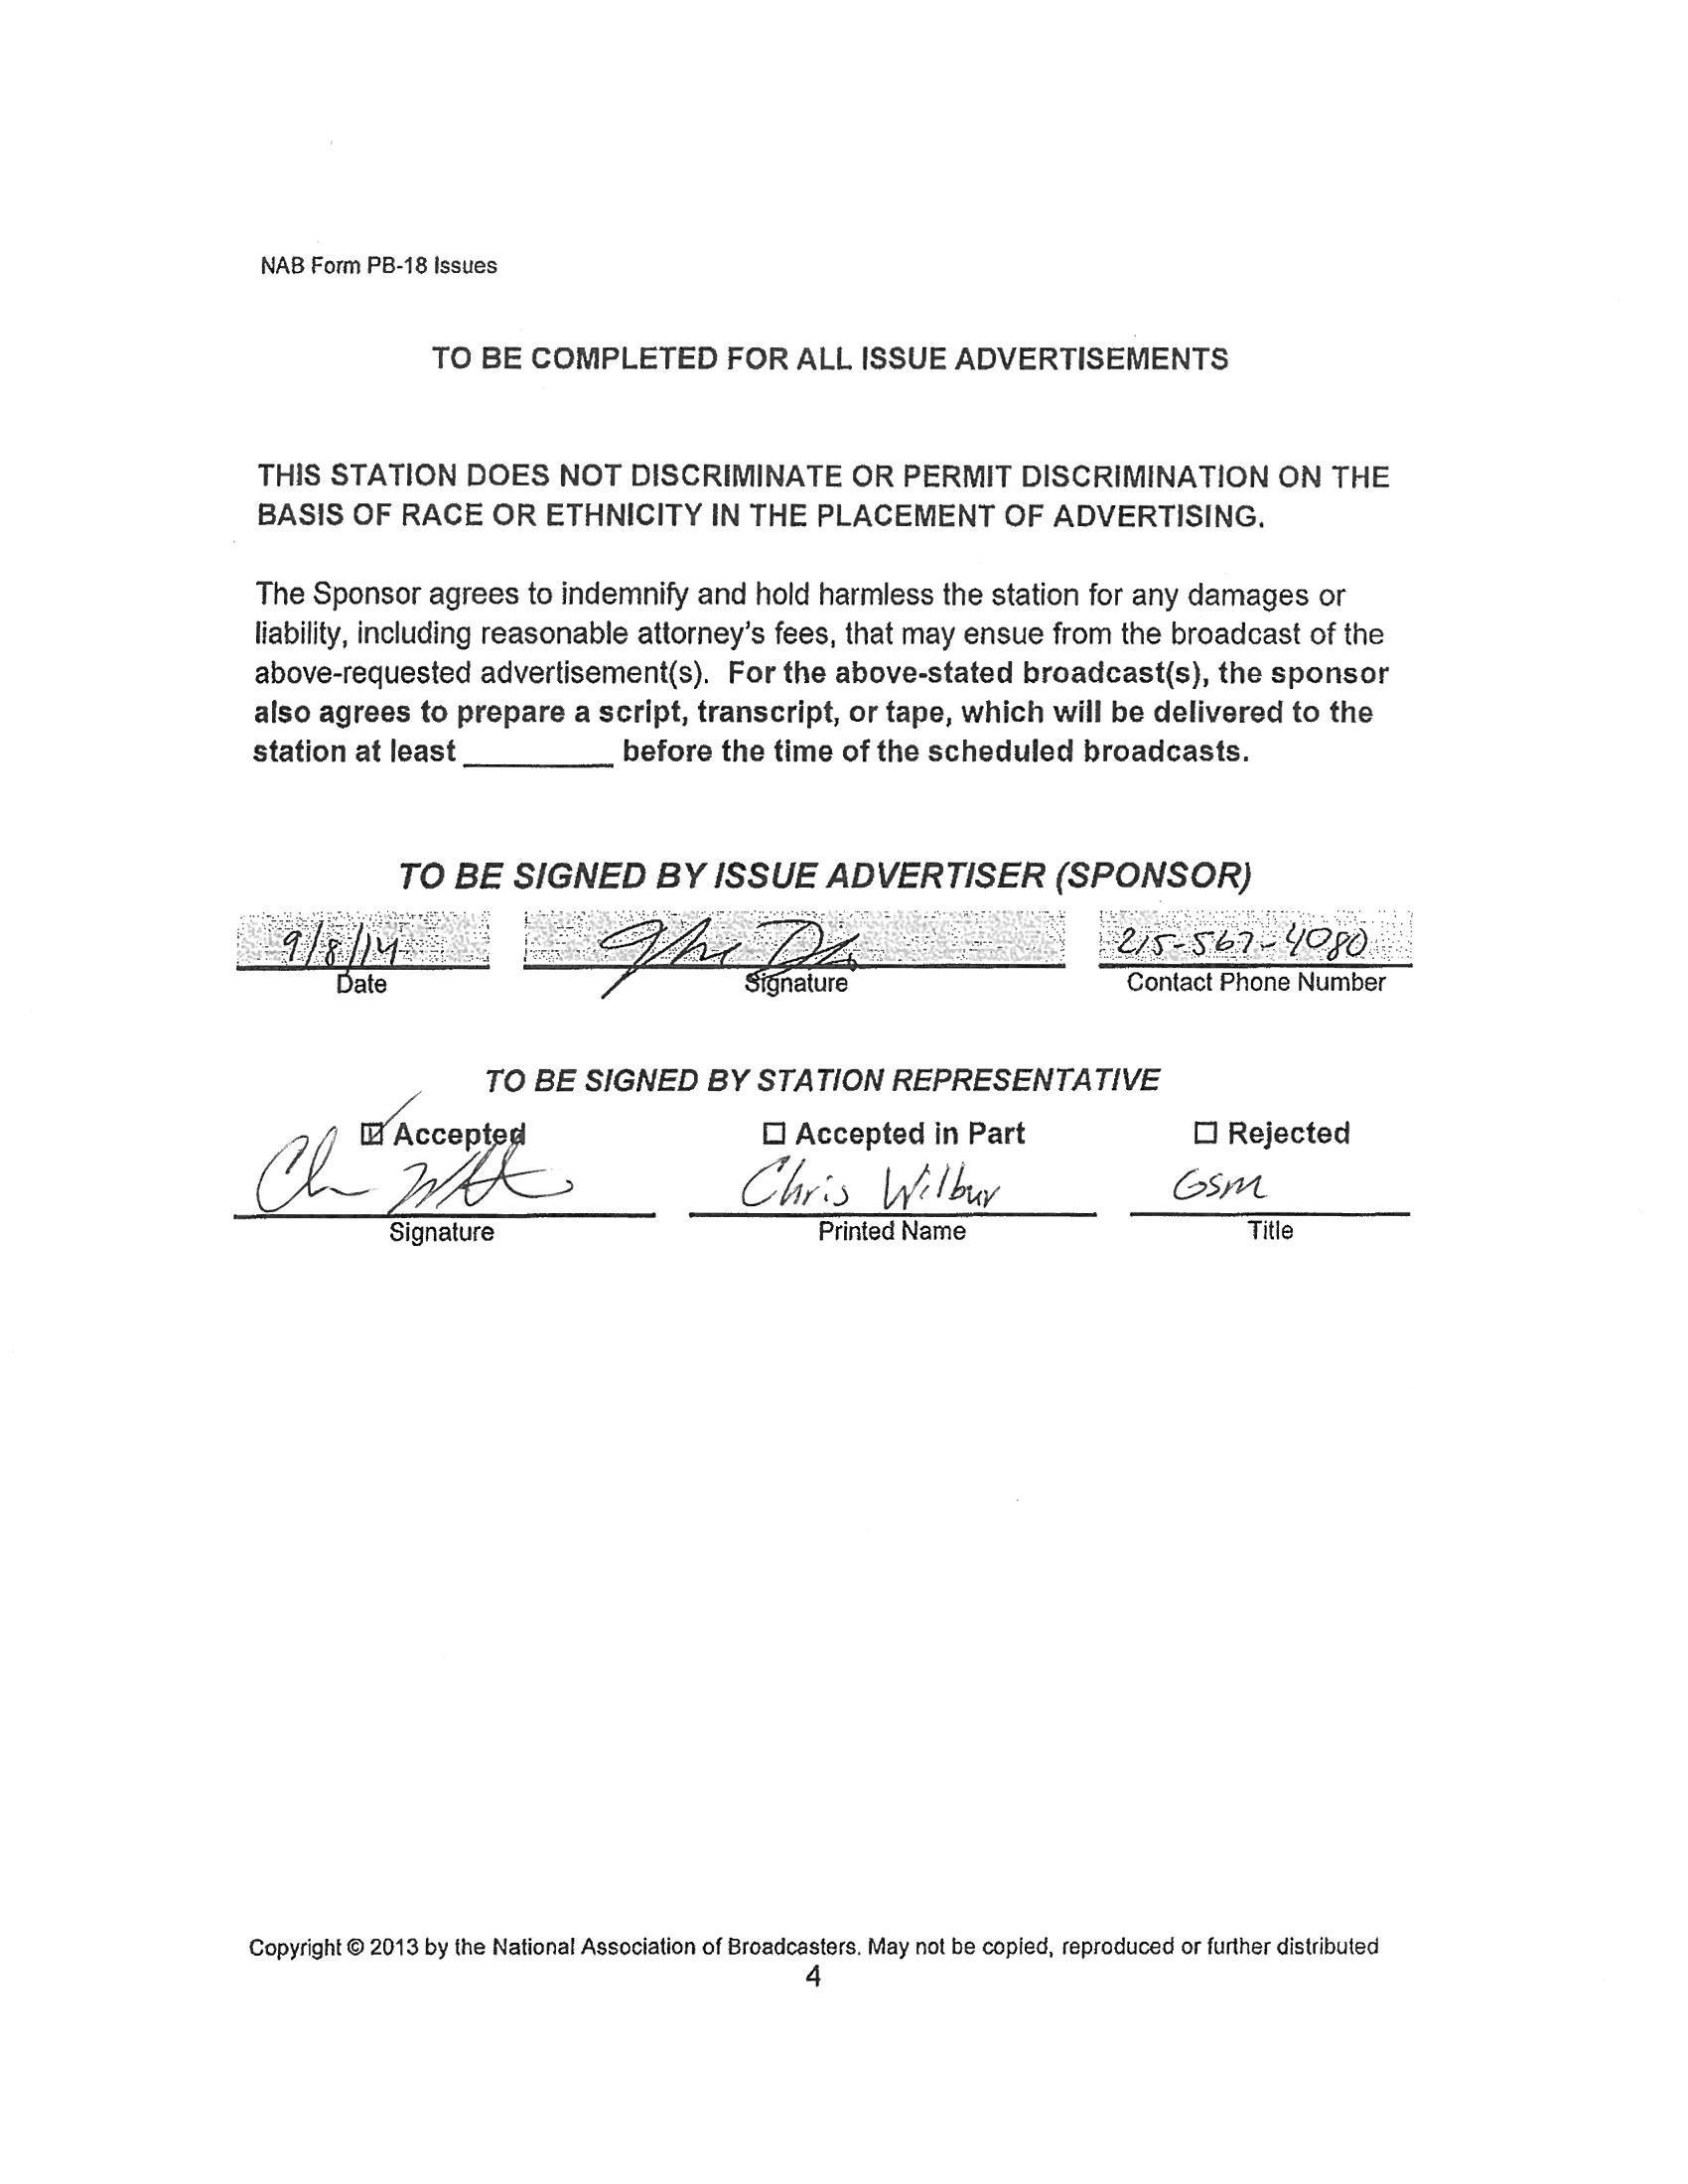 NAB Form PB-18 Issues
TO BE COMPLETED FOR ALL ISSUE ADVERTISEMENTS
THIS STATION DOES NOT DISCRIMINATE OR PERMIT DISCRIMINATION ON THE
BASIS OF RACE OR ETHNICITY IN THE PLACEMENT OF ADVERTISING.
The Sponsor agrees to indemnify and hold harmless the station for any damages or
liability, including reasonable attorney's fees, that may ensue from the broadcast of the
above-requested advertisement(s). For the above-stated broadcast(s), the sponsor
also agrees to prepare a script, transcript, or tape, which will be delivered to the
station at least __________ before the time of the scheduled broadcasts.
TO BE SIGNED BY ISSUE ADVERTISER (SPONSOR)
9/8/14 215-567-4080
Date Signature Contact Phone Number
TO BE SIGNED BY STATION REPRESENTATIVE
☑ Accepted ☐ Accepted in Part ☐ Rejected
Chris Wilbur GSM
Signature Printed Name Title
Copyright © 2013 by the National Association of Broadcasters. May not be copied, reproduced or further distributed
4